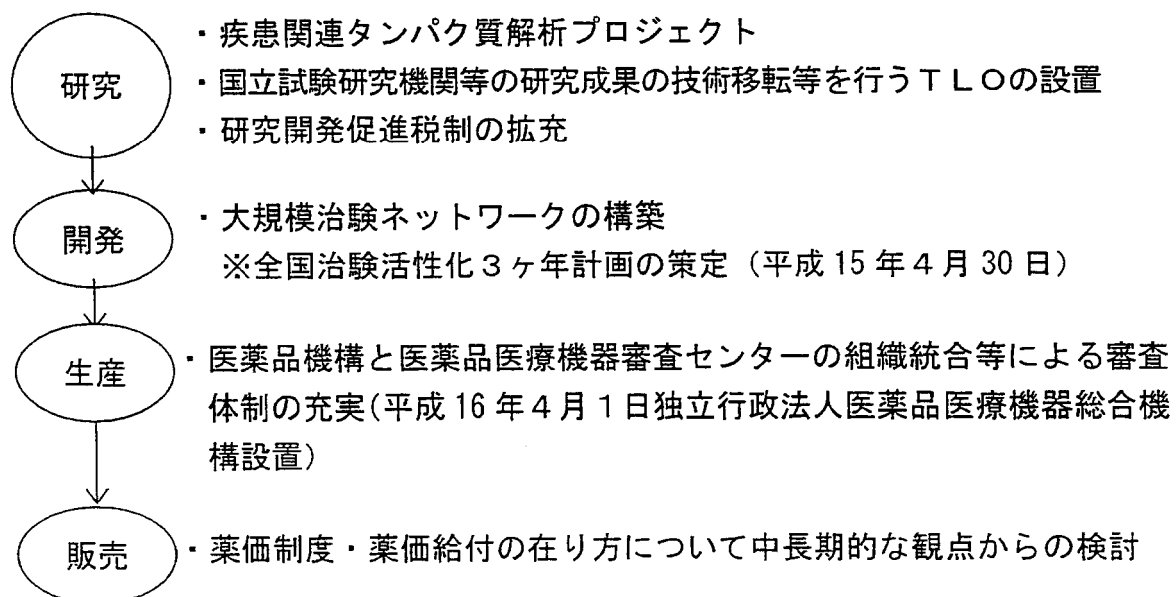 研究
・疾患関連タンパク質解析プロジェクト
・国立試験研究機関等の研究成果の技術移転等を行うＴＬＯの設置
・研究開発促進税制の拡充
開発
・大規模治験ネットワークの構築
※全国治験活性化３ヶ年計画の策定（平成15年４月30日）
生産
・医薬品機構と医薬品医療機器審査センターの組織統合等による審査
体制の充実(平成16年４月１日独立行政法人医薬品医療機器総合機
構設置）
販売
・薬価制度・薬価給付の在り方について中長期的な観点からの検討